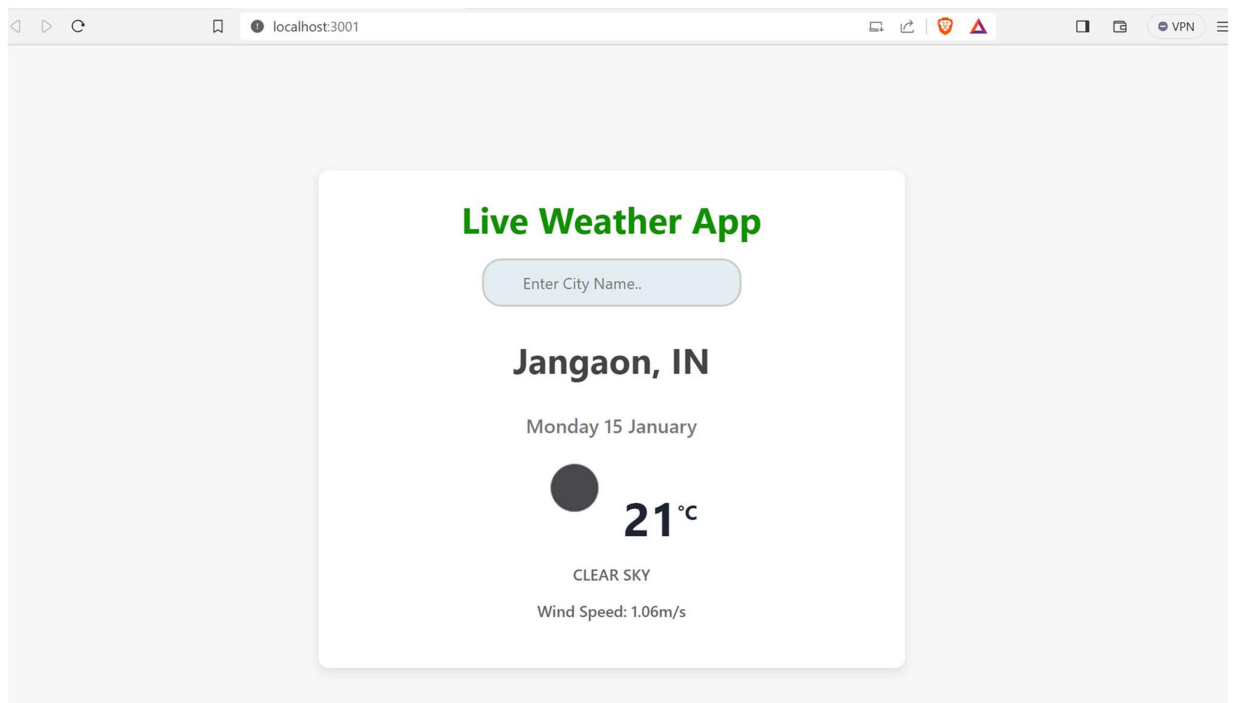 localhost:3001
VPN
Live Weather App
Enter City Name..
Jangaon, IN
Monday 15 January
21°C
CLEAR SKY
Wind Speed: 1.06m/s